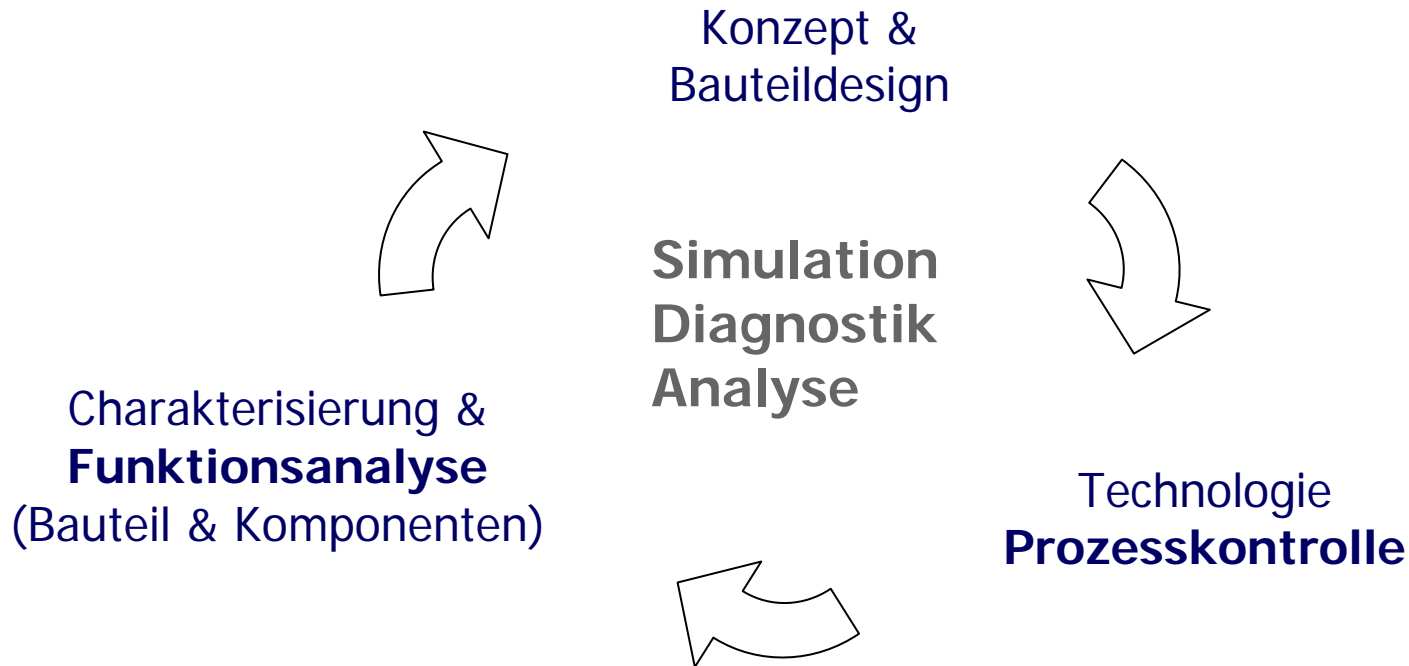 Konzept &
Bauteildesign
Simulation
Diagnostik
Analyse
Charakterisierung &
Funktionsanalyse
(Bauteil & Komponenten)
Technologie
Prozesskontrolle